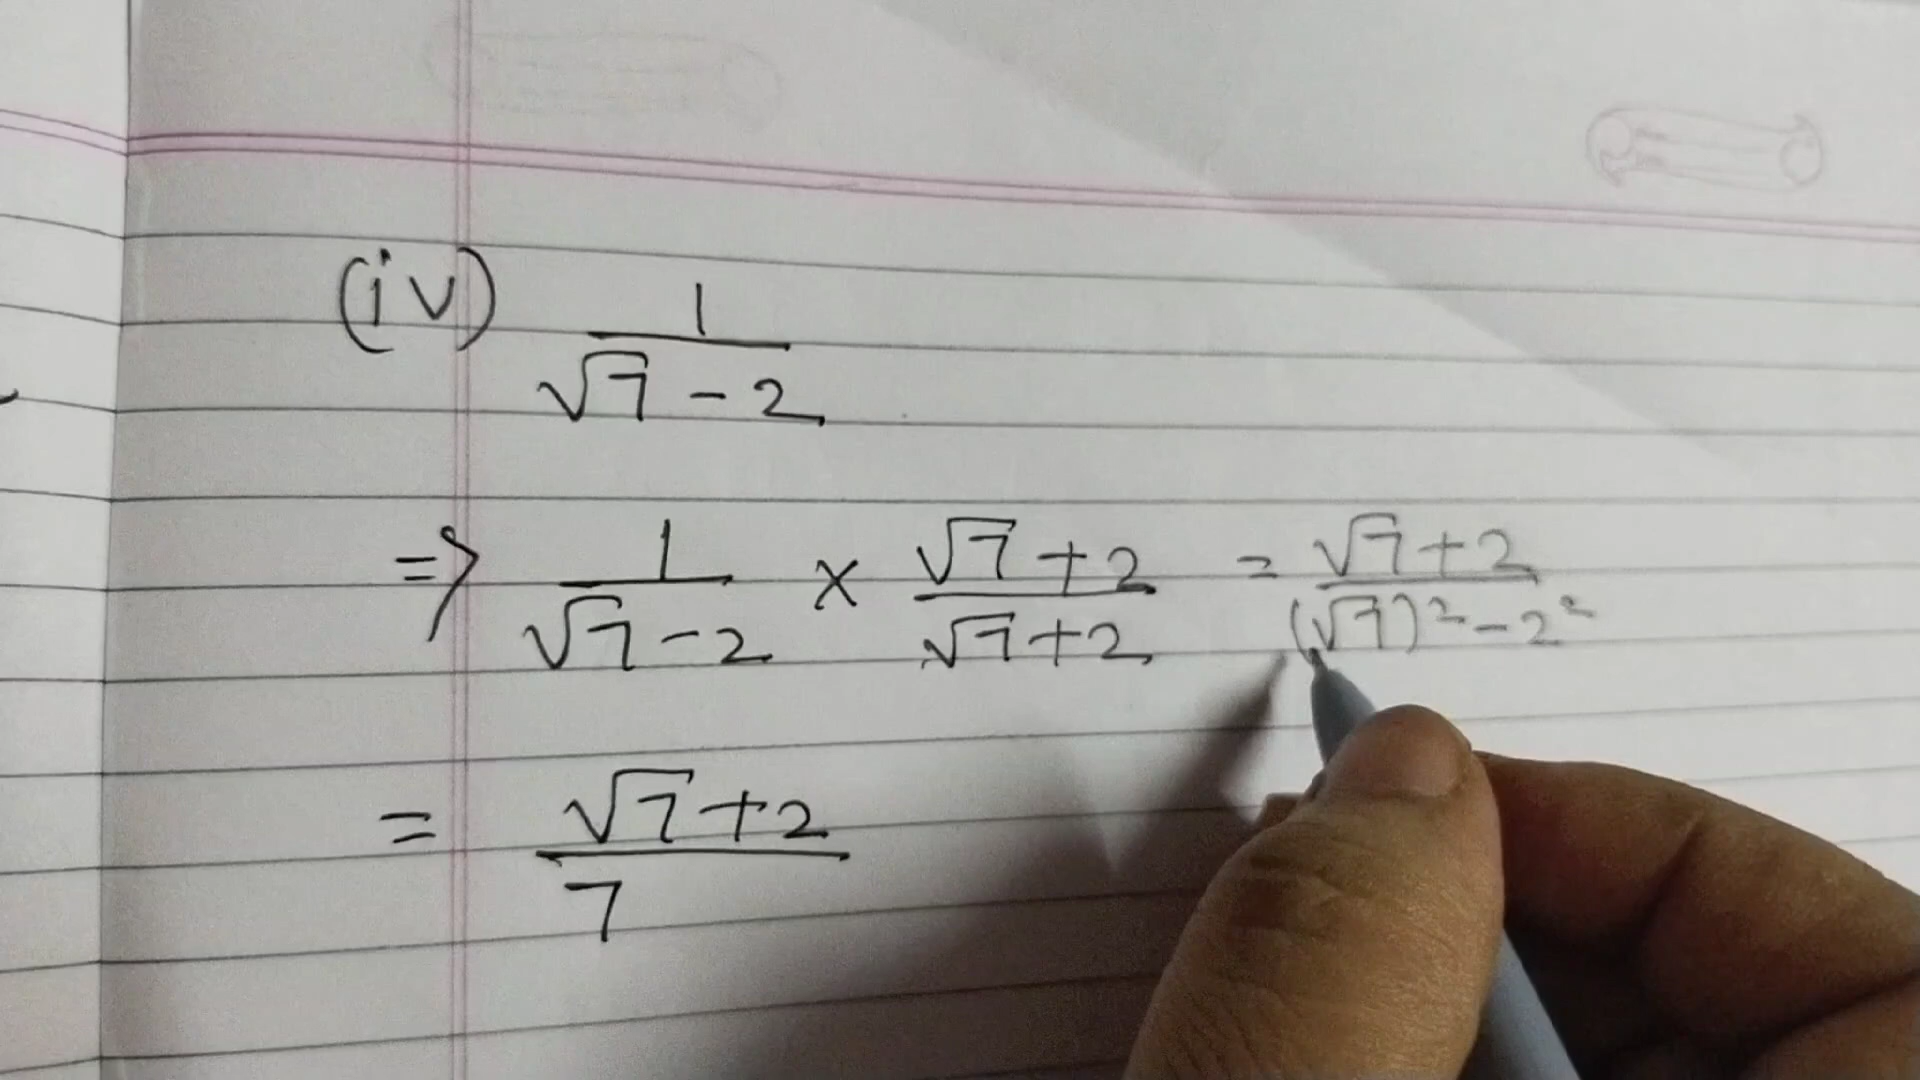 (iv) 1/(√7 - 2)
=> 1/(√7 - 2) × (√7 + 2)/(√7 + 2) = (√7 + 2)/((√7)² - 2²)
= (√7 + 2)/7